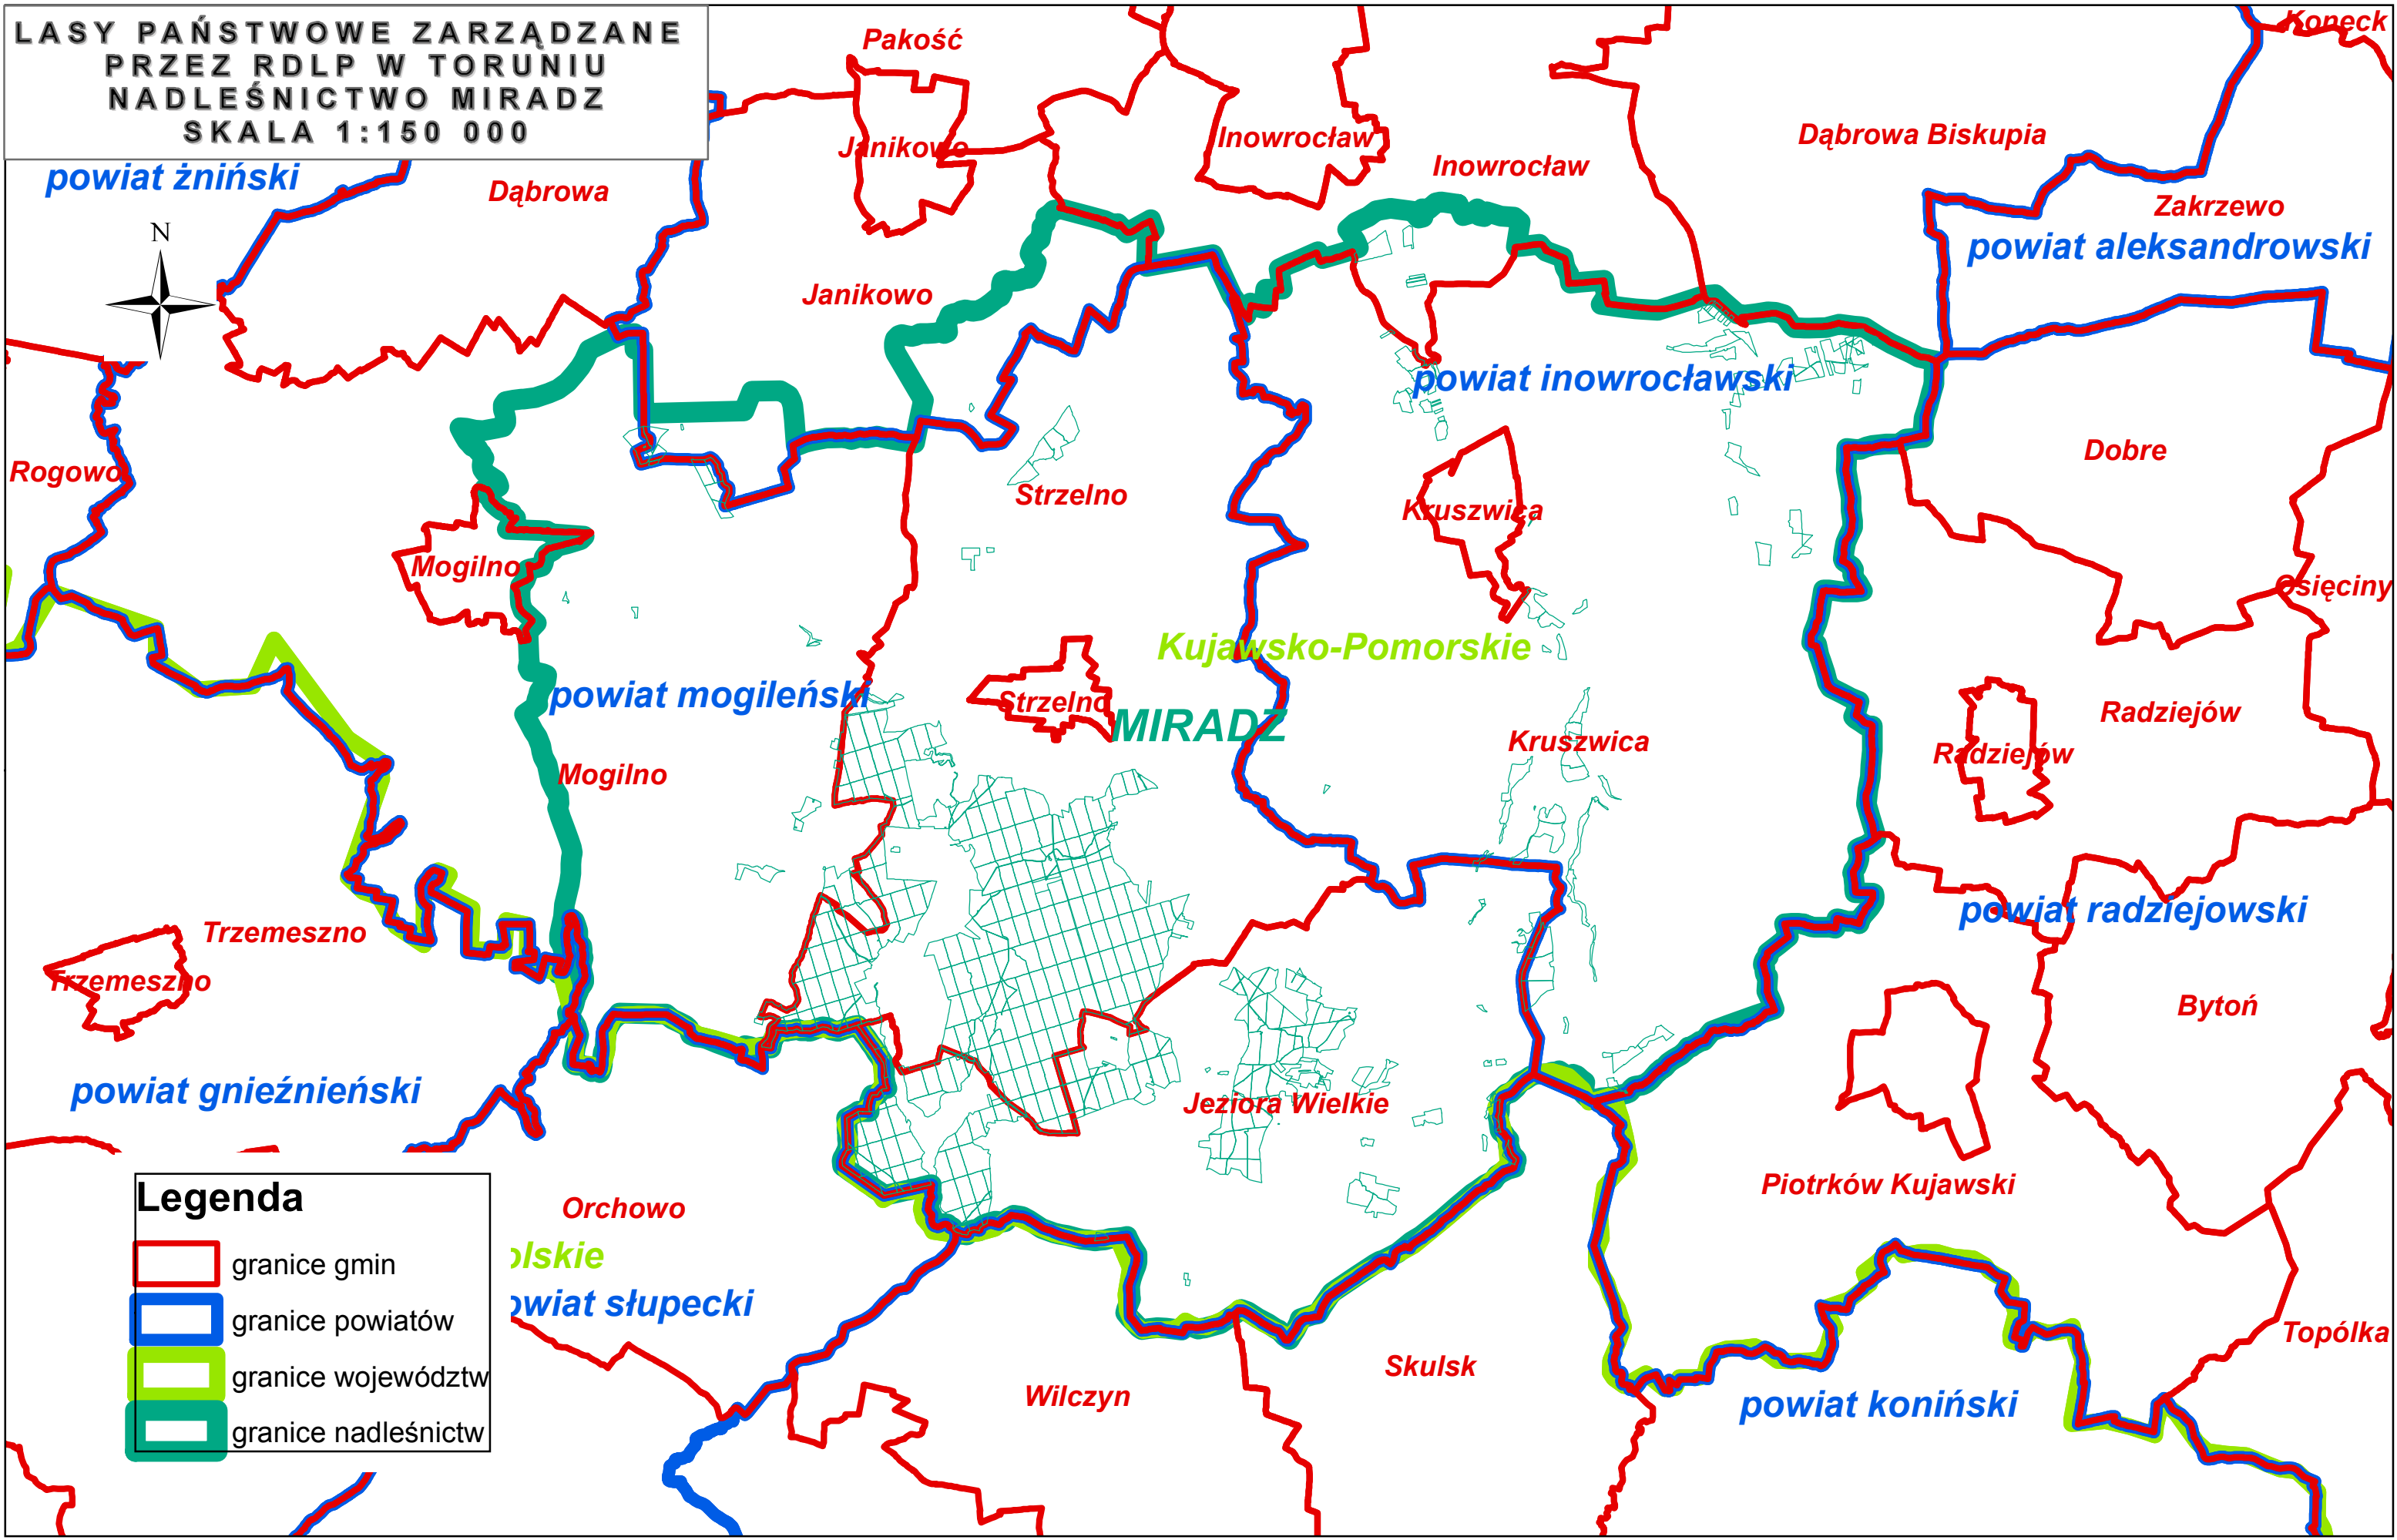 LASY PAŃSTWOWE ZARZĄDZANE
PRZEZ RDLP W TORUNIU
NADLEŚNICTWO MIRADZ
SKALA 1:150 000
Pakość
Koneck
Janikowo
Inowrocław
Inowrocław
Dąbrowa Biskupia
powiat żniński
Dąbrowa
Zakrzewo
powiat aleksandrowski
N
Janikowo
powiat inowrocławski
Rogowo
Strzelno
Kruszwica
Dobre
Mogilno
Osięciny
Kujawsko-Pomorskie
powiat mogileński
Strzelno
MIRADZ
Kruszwica
Radziejów
Radziejów
Mogilno
Trzemeszno
powiat radziejowski
Trzemeszno
Bytoń
powiat gnieźnieński
Jeziora Wielkie
Piotrków Kujawski
Orchowo
olskie
owiat słupecki
Topólka
Skulsk
Wilczyn
powiat koniński
Legenda
granice gmin
granice powiatów
granice województw
granice nadleśnictw